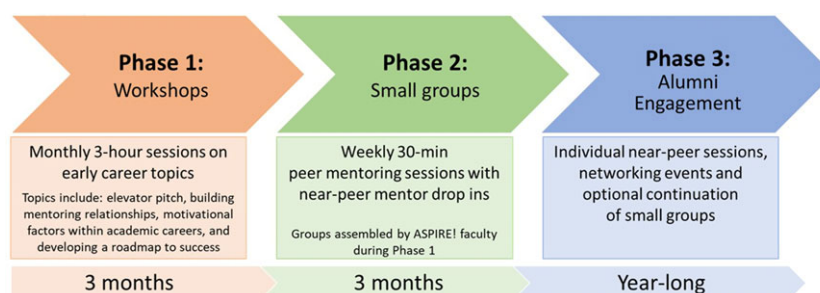 Phase 1:
Workshops
Monthly 3-hour sessions on
early career topics
Topics include: elevator pitch, building
mentoring relationships, motivational
factors within academic careers, and
developing a roadmap to success
3 months
Phase 2:
Small groups
Weekly 30-min
peer mentoring sessions with
near-peer mentor drop ins
Groups assembled by ASPIRE! faculty
during Phase 1
3 months
Phase 3:
Alumni
Engagement
Individual near-peer sessions,
networking events and
optional continuation
of small groups
Year-long